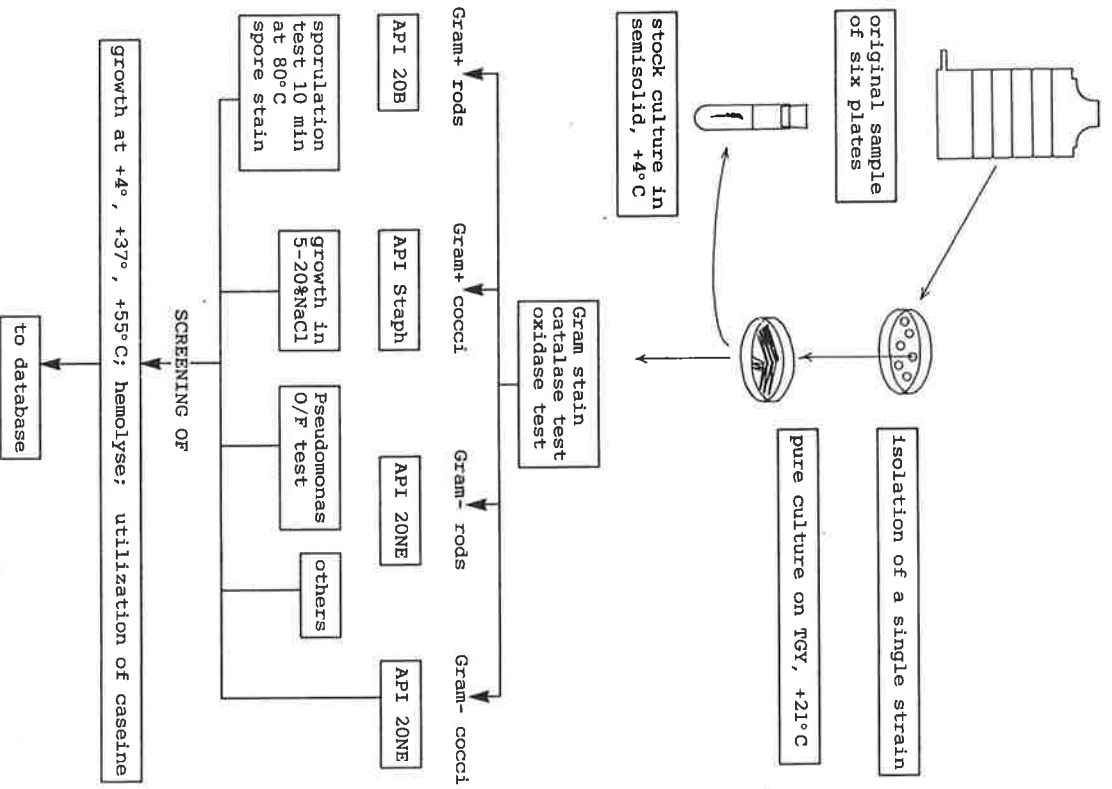 original sample
of six plates
isolation of a single strain
stock culture in
semisolid, +4°C
pure culture on TGY, +21°C
Gram stain
catalase test
oxidase test
Gram+ rods
Gram+ cocci
Gram- rods
Gram- cocci
API 20B
API Staph
API 20NE
API 20NE
sporulation
test 10 min
at 80°C
spore stain
growth in
5-20%NaCl
Pseudomonas
O/F test
others
SCREENING OF
growth at +4°, +37°, +55°C; hemolyse; utilization of caseine
to database